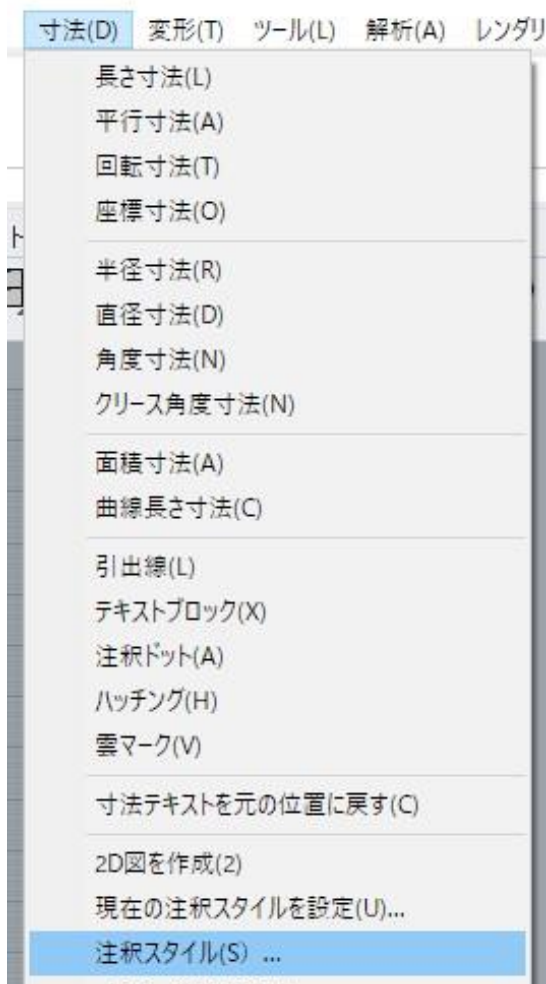 寸法(D) 変形(T) ツール(L) 解析(A) レンダリ
長さ寸法(L)
平行寸法(A)
回転寸法(T)
座標寸法(O)
ト
半径寸法(R)
直径寸法(D)
角度寸法(N)
クリース角度寸法(N)
面積寸法(A)
曲線長さ寸法(C)
引出線(L)
テキストブロック(X)
注釈ドット(A)
ハッチング(H)
雲マーク(V)
寸法テキストを元の位置に戻す(C)
2D図を作成(2)
現在の注釈スタイルを設定(U)...
注釈スタイル(S) ...